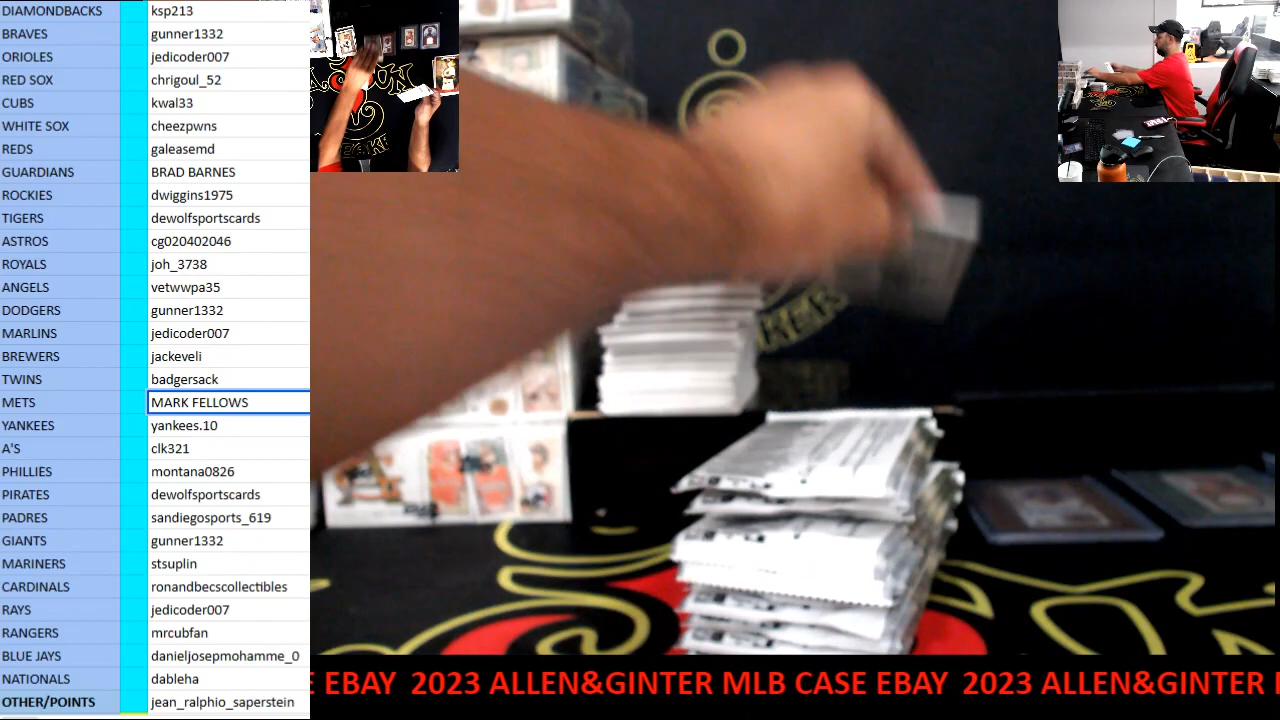 DIAMONDBACKS ksp213
BRAVES gunner1332
ORIOLES jedicoder007
RED SOX chrigoul_52
CUBS kwal33
WHITE SOX cheezpwns
REDS galeasemd
GUARDIANS BRAD BARNES
ROCKIES dwiggins1975
TIGERS dewolfsportscards
ASTROS cg020402046
ROYALS joh_3738
ANGELS vetwwpa35
DODGERS gunner1332
MARLINS jedicoder007
BREWERS jackeveli
TWINS badgersack
METS MARK FELLOWS
YANKEES yankees.10
A'S clk321
PHILLIES montana0826
PIRATES dewolfsportscards
PADRES sandiegosports_619
GIANTS gunner1332
MARINERS stsuplin
CARDINALS ronandbecscollectibles
RAYS jedicoder007
RANGERS mrcubfan
BLUE JAYS danieljosepmohamme_0
NATIONALS dableha
OTHER/POINTS jean_ralphio_saperstein
E EBAY 2023 ALLEN&GINTER MLB CASE EBAY 2023 ALLEN&GINTER